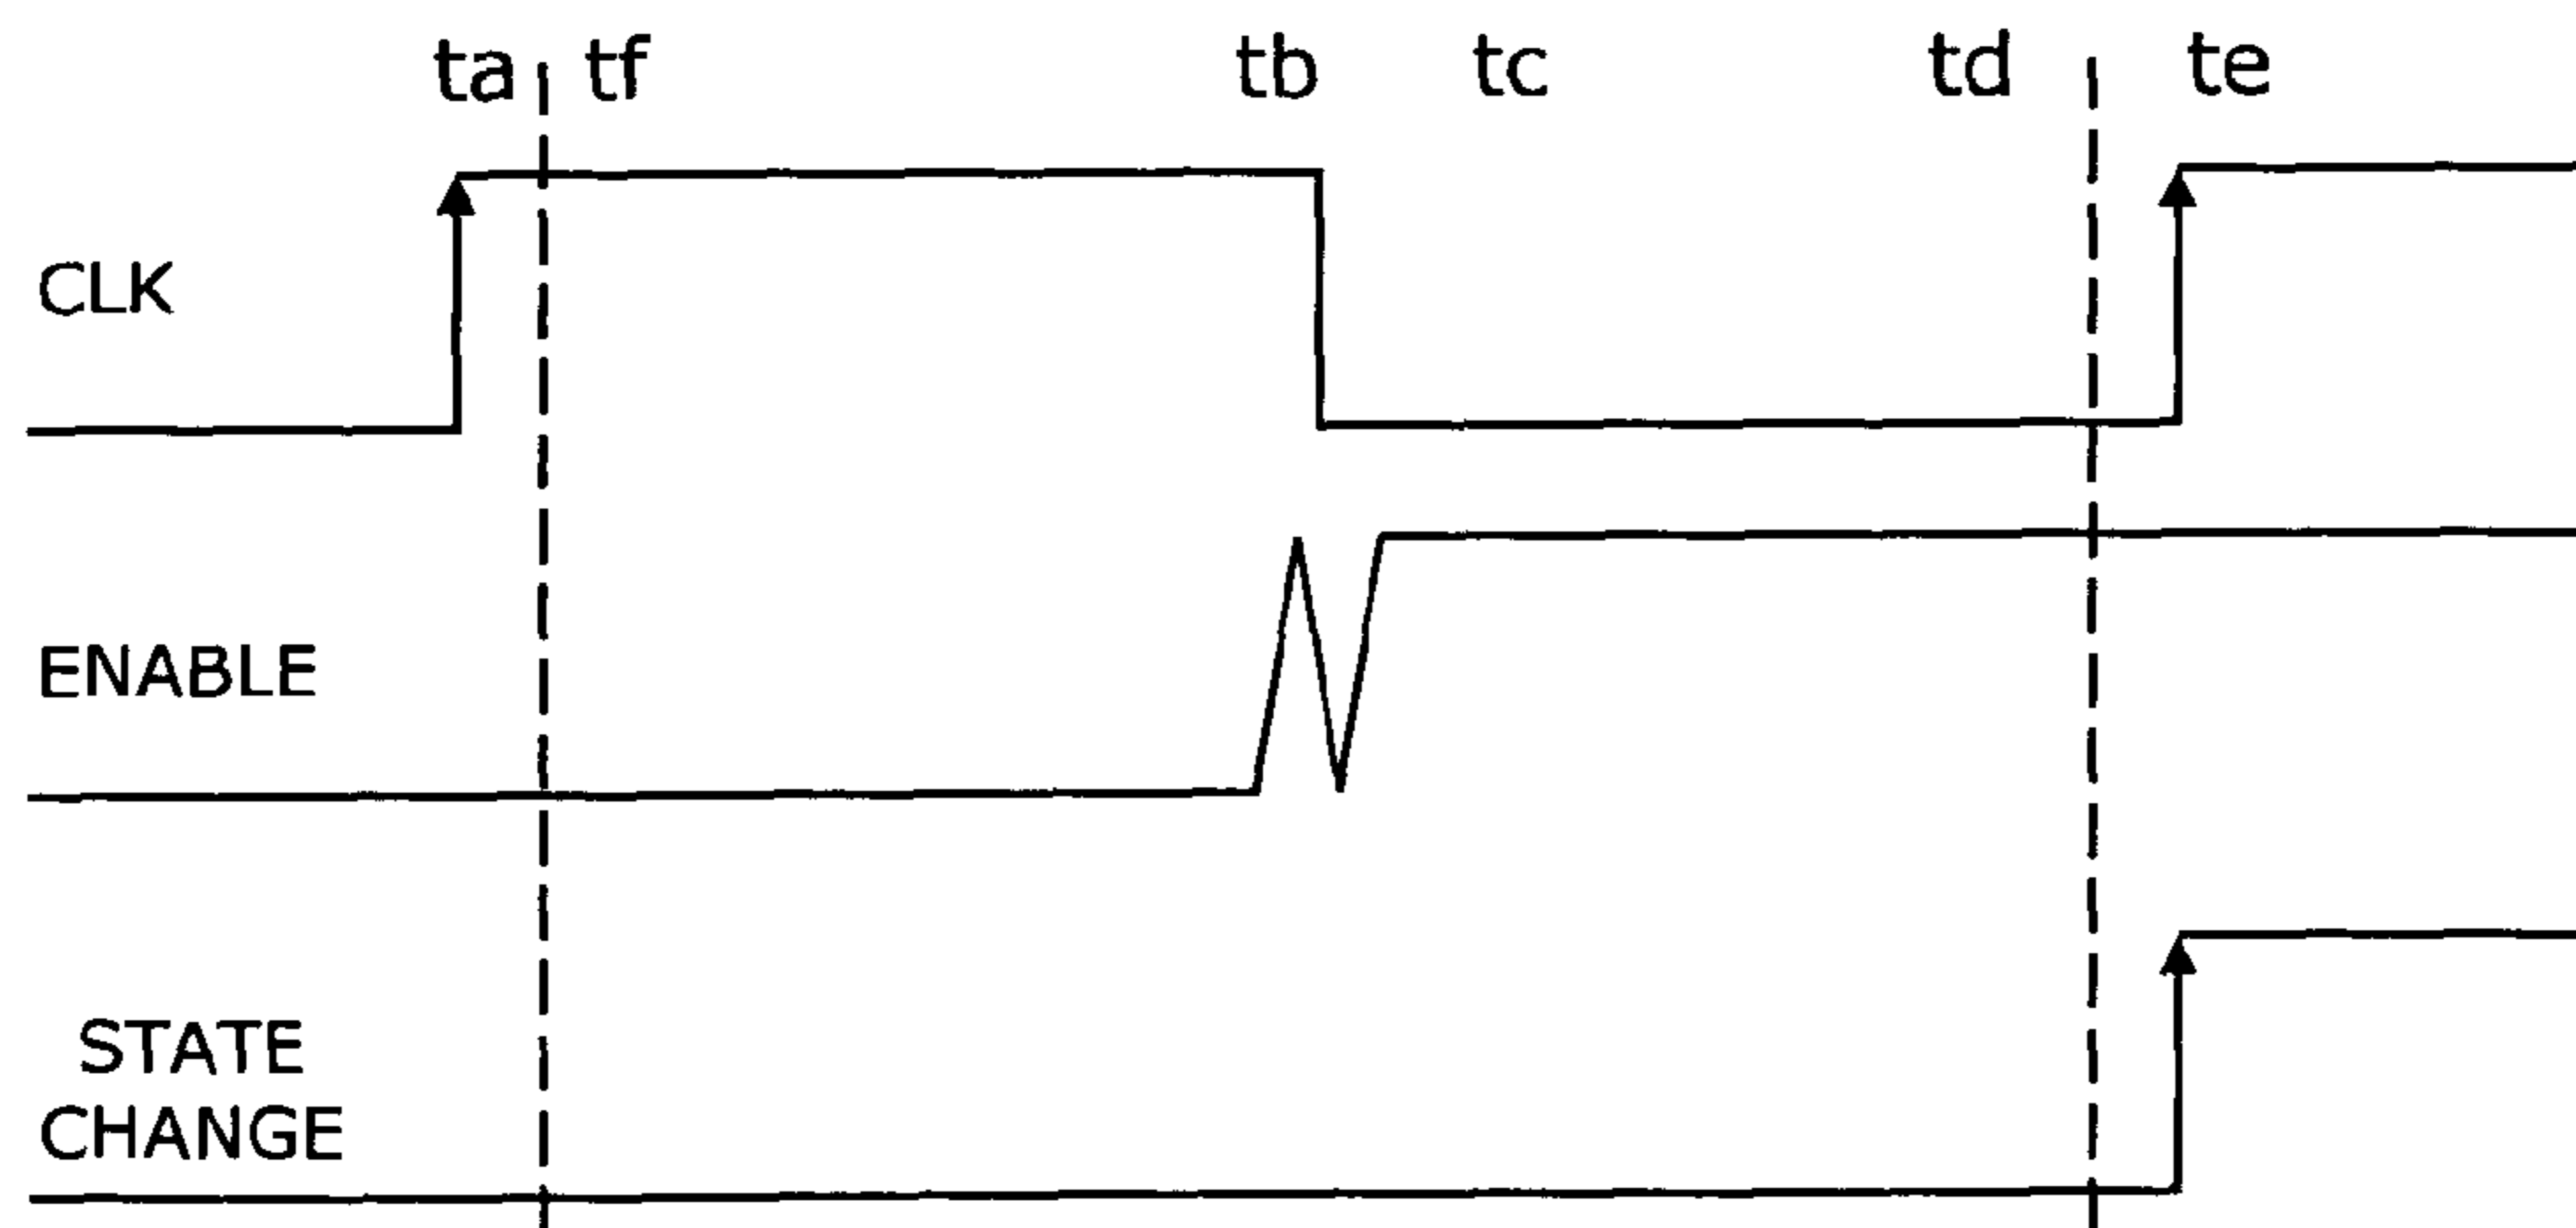 ta tf tb tc td te
CLK
ENABLE
STATE
CHANGE